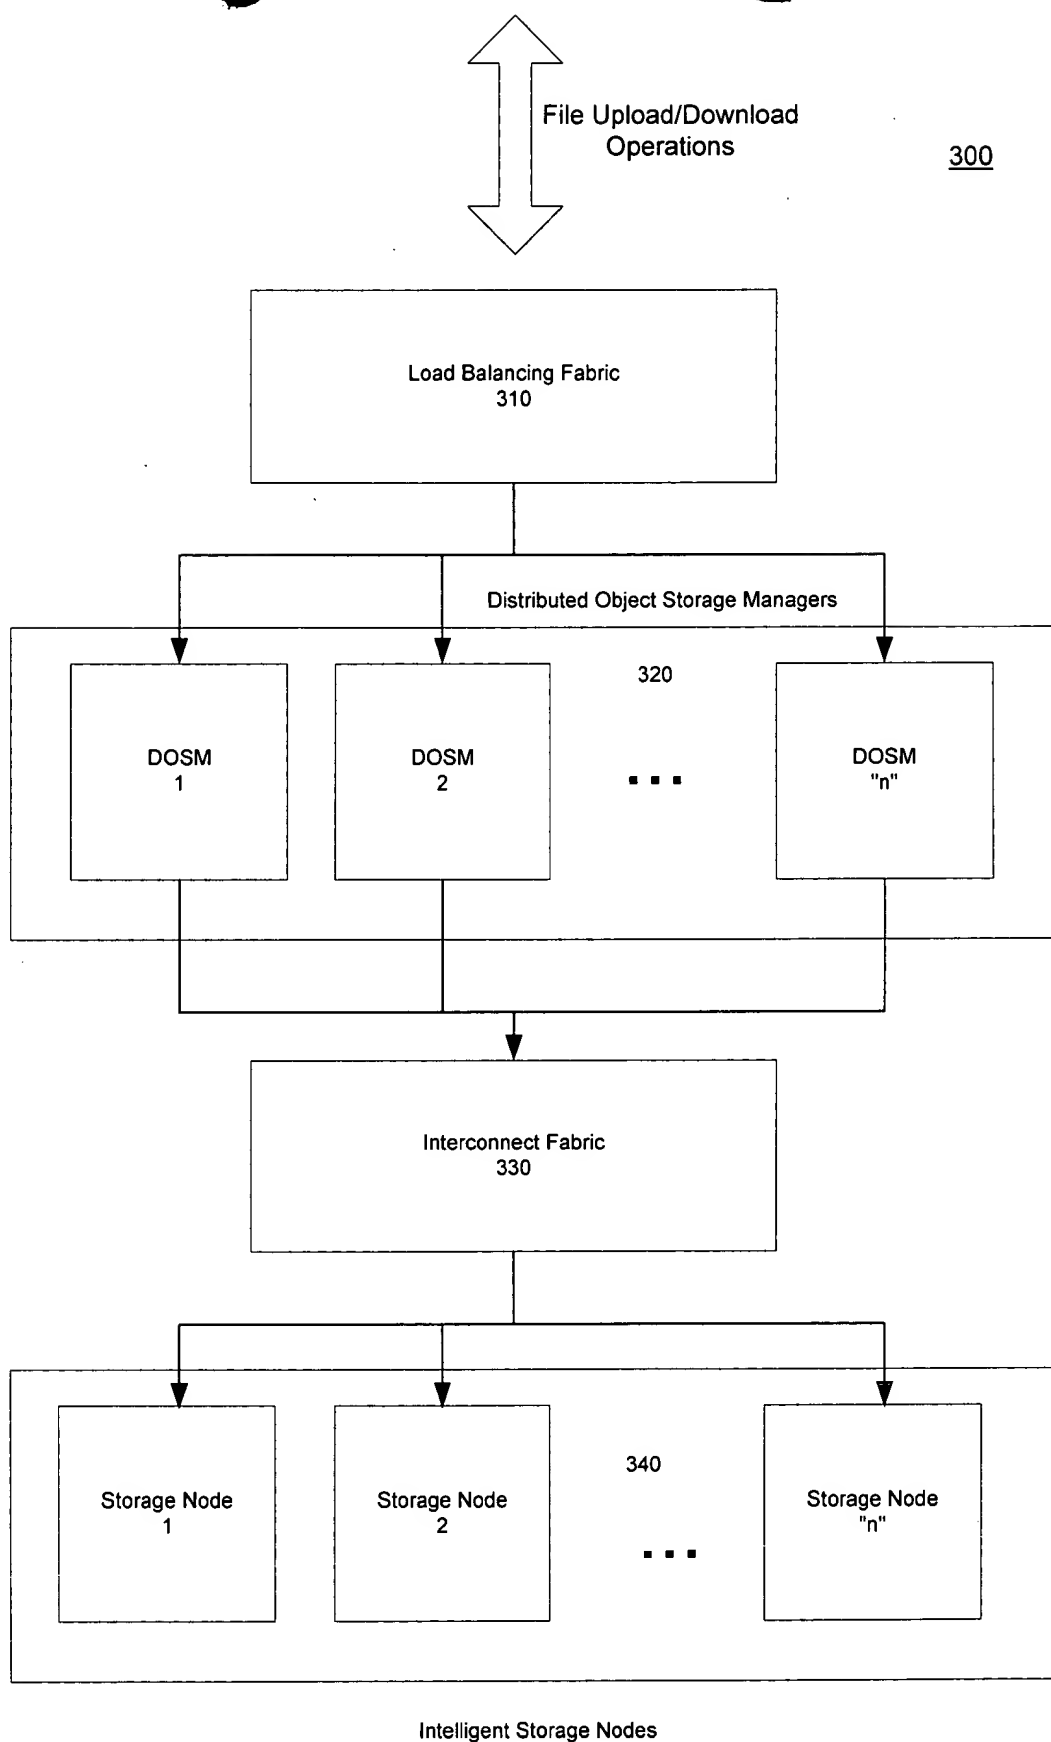 File Upload/Download
Operations
300
Load Balancing Fabric
310
Distributed Object Storage Managers
320
DOSM
1
DOSM
2
DOSM
"n"
Interconnect Fabric
330
340
Storage Node
1
Storage Node
2
Storage Node
"n"
Intelligent Storage Nodes